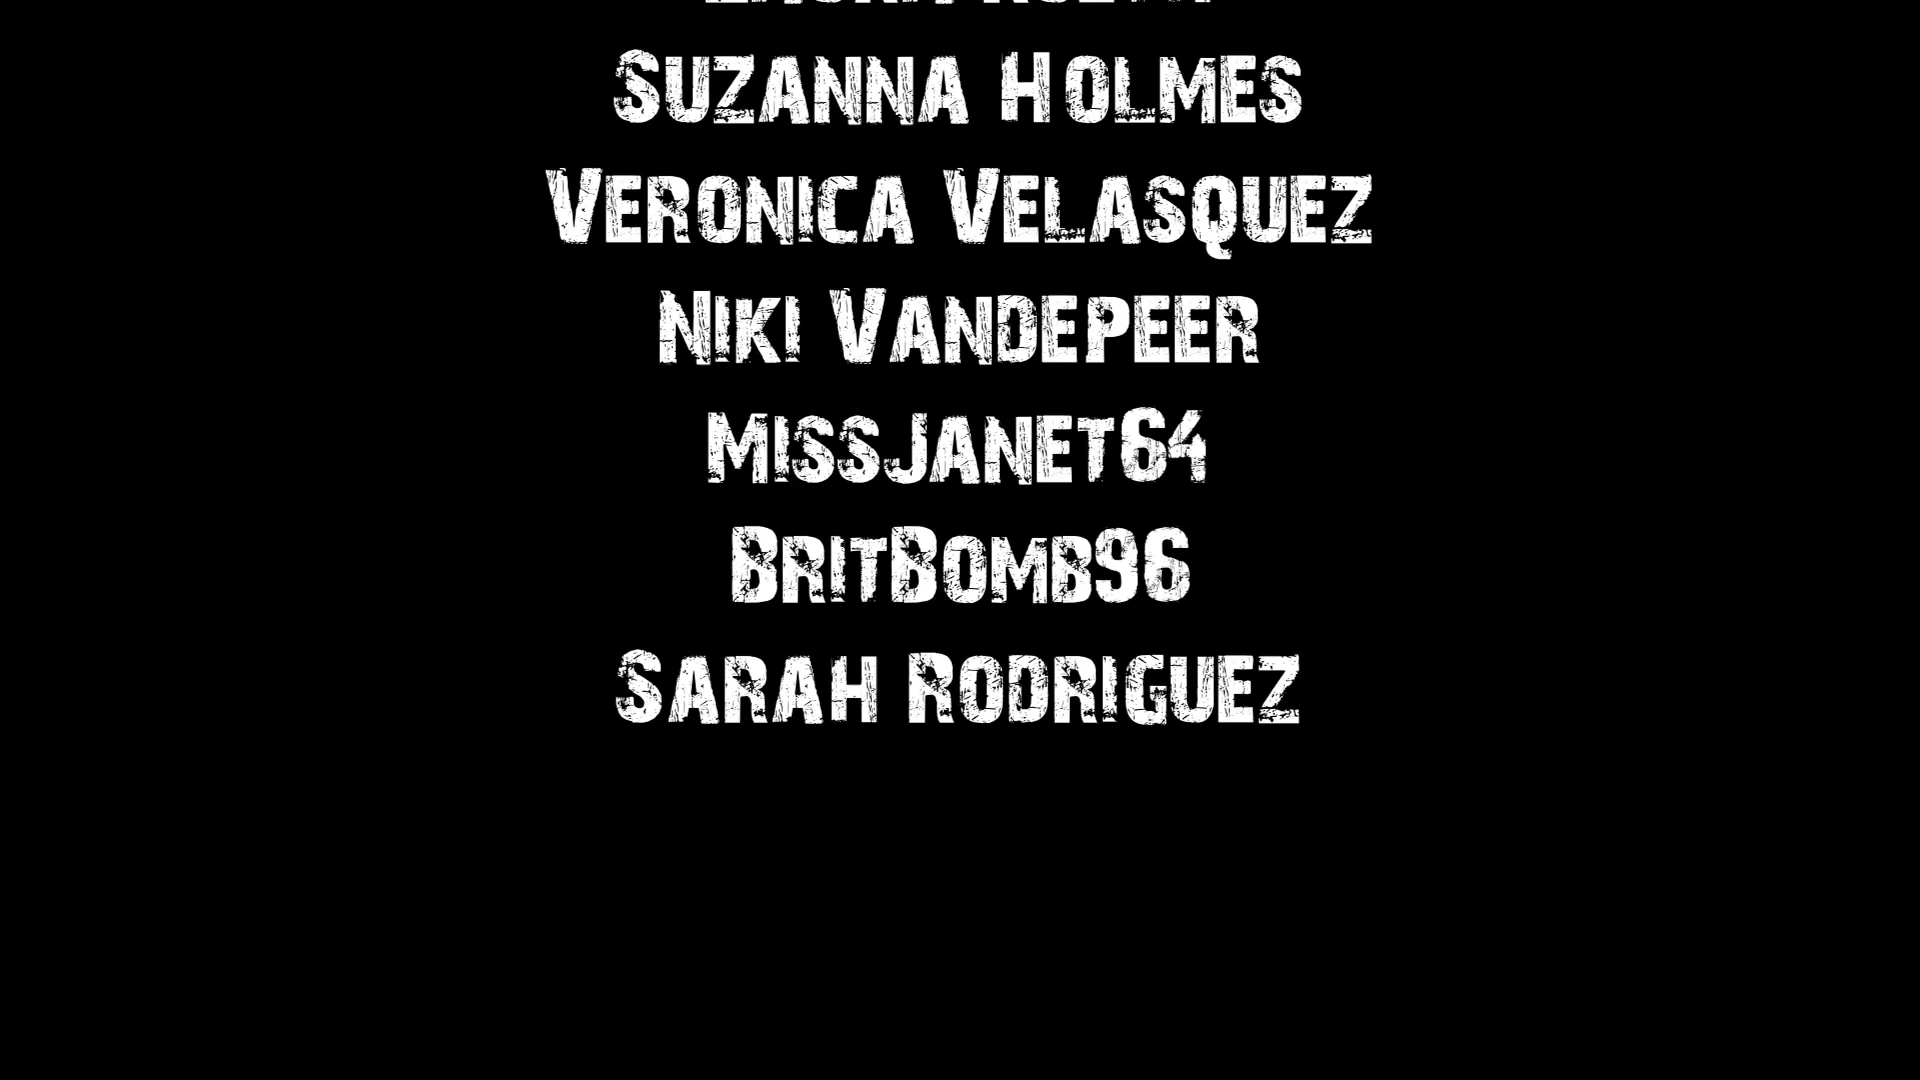 Suzanna Holmes
Veronica Velasquez
Niki Vandepeer
MissJanet64
BritBomb96
Sarah Rodriguez